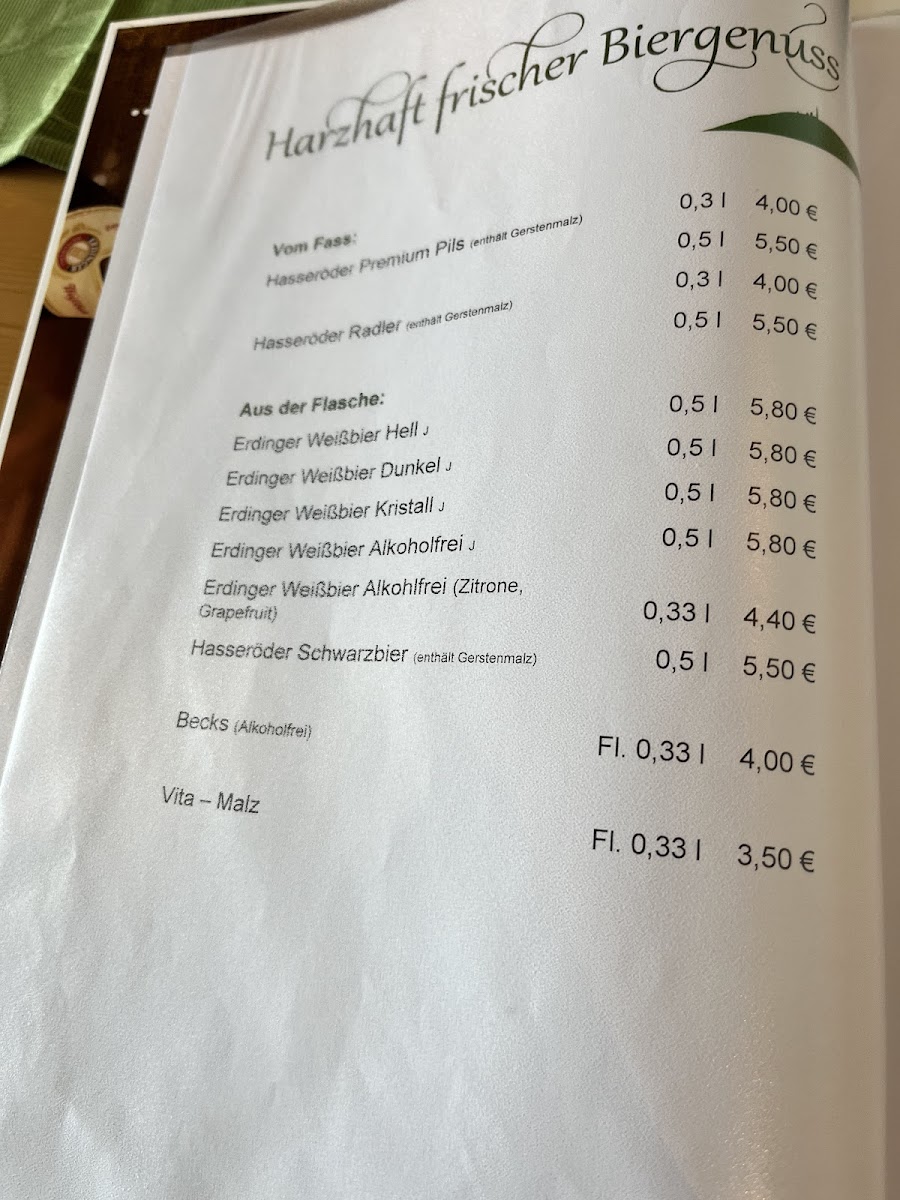 Harzhaft frischer Biergenuss
Vom Fass:
Hasseröder Premium Pils (enthält Gerstenmalz) 0,3 l 4,00 €
0,5 l 5,50 €
Hasseröder Radler (enthält Gerstenmalz) 0,3 l 4,00 €
0,5 l 5,50 €
Aus der Flasche:
Erdinger Weißbier Hell J 0,5 l 5,80 €
Erdinger Weißbier Dunkel J 0,5 l 5,80 €
Erdinger Weißbier Kristall J 0,5 l 5,80 €
Erdinger Weißbier Alkoholfrei J 0,5 l 5,80 €
Erdinger Weißbier Alkohlfrei (Zitrone,
Grapefruit) 0,33 l 4,40 €
Hasseröder Schwarzbier (enthält Gerstenmalz) 0,5 l 5,50 €
Becks (Alkoholfrei) Fl. 0,33 l 4,00 €
Vita – Malz Fl. 0,33 l 3,50 €